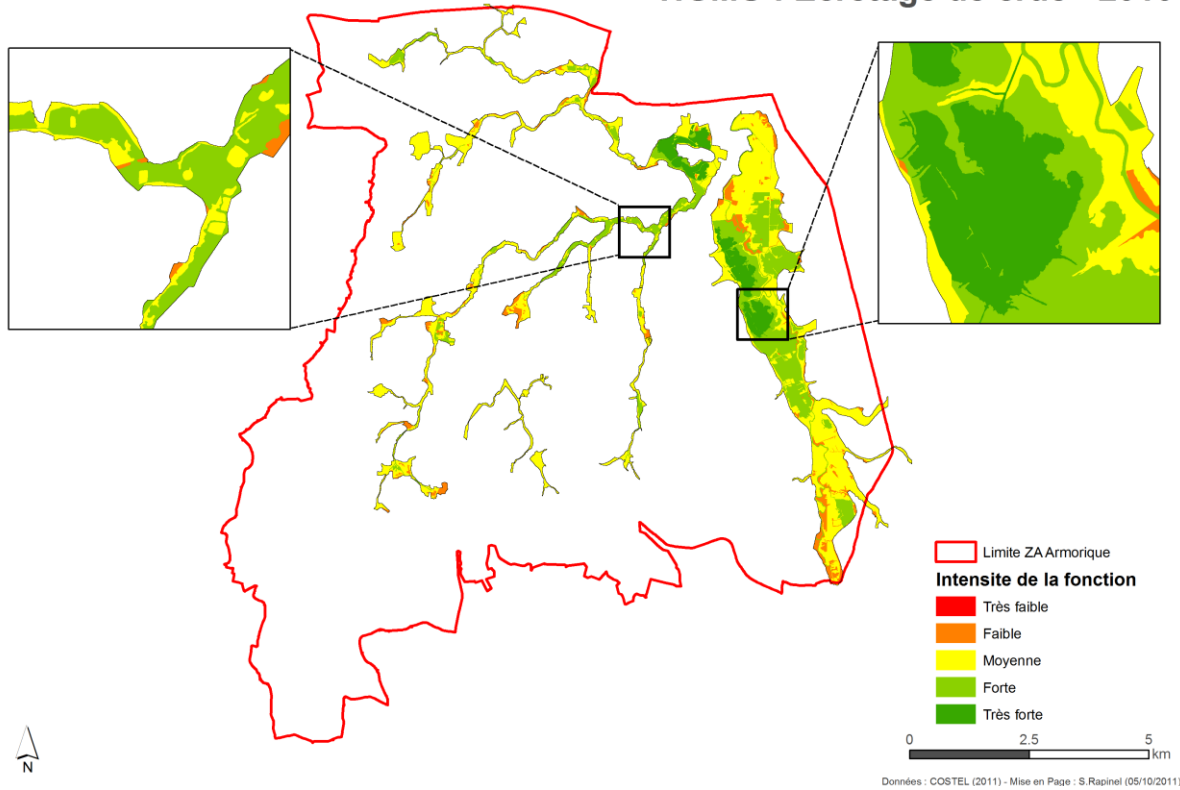 Limite ZA Armorique
Intensite de la fonction
Très faible
Faible
Moyenne
Forte
Très forte
0 2.5 5
km
N
Données : COSTEL (2011) - Mise en Page : S.Rapinel (05/10/2011)